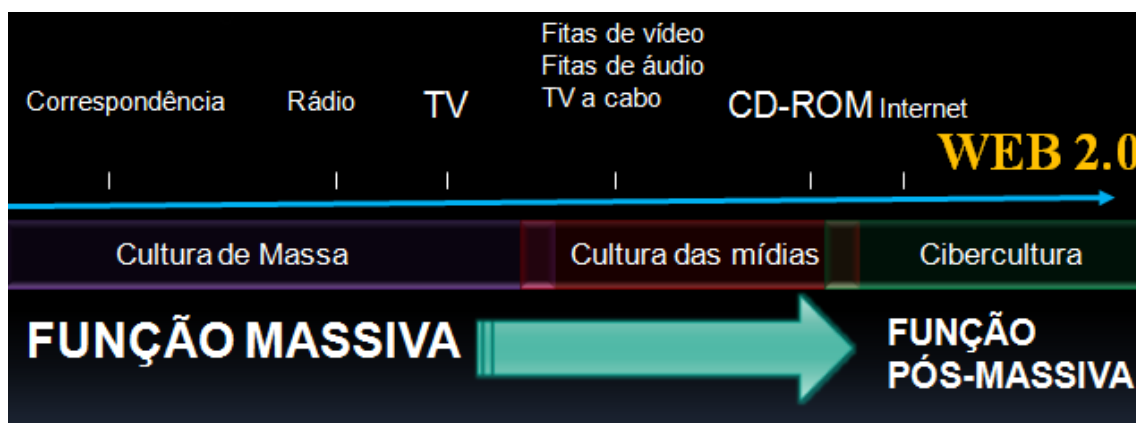 Fitas de vídeo
Fitas de áudio
Correspondência Rádio TV TV a cabo CD-ROM Internet
WEB 2.0
Cultura de Massa Cultura das mídias Cibercultura
FUNÇÃO MASSIVA FUNÇÃO
PÓS-MASSIVA